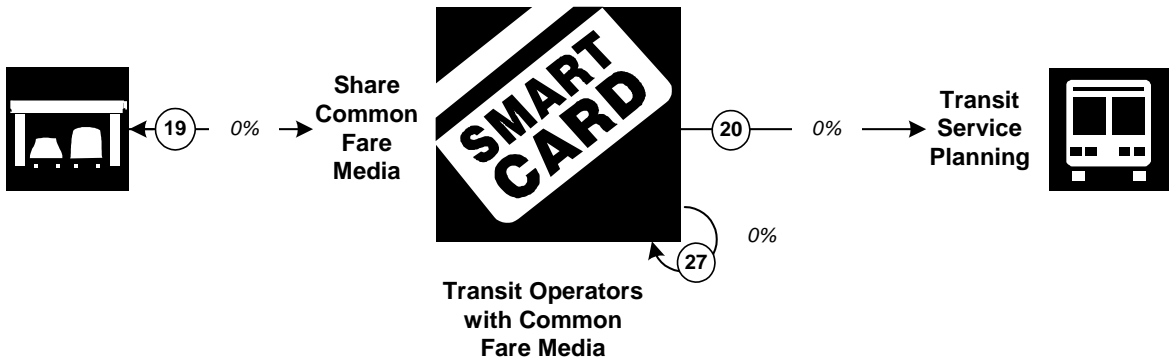 19
0%
Share
Common
Fare
Media
SMART
CARD
20
0%
Transit
Service
Planning
27
0%
Transit Operators
with Common
Fare Media